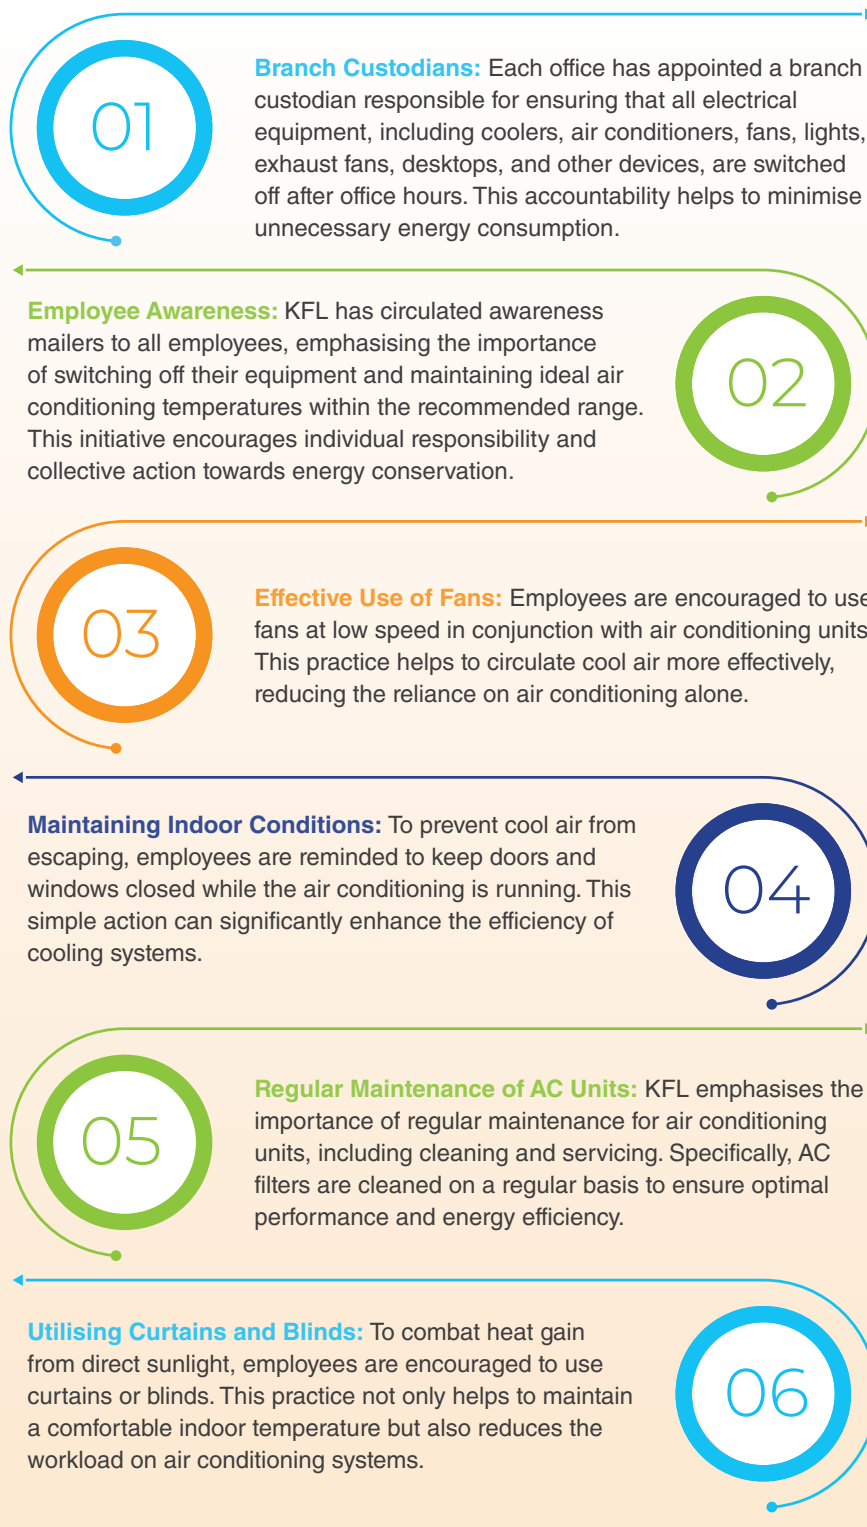 01
Branch Custodians: Each office has appointed a branch
custodian responsible for ensuring that all electrical
equipment, including coolers, air conditioners, fans, lights,
exhaust fans, desktops, and other devices, are switched
off after office hours. This accountability helps to minimise
unnecessary energy consumption.
Employee Awareness: KFL has circulated awareness
mailers to all employees, emphasising the importance
of switching off their equipment and maintaining ideal air
conditioning temperatures within the recommended range.
This initiative encourages individual responsibility and
collective action towards energy conservation.
02
03
Effective Use of Fans: Employees are encouraged to use
fans at low speed in conjunction with air conditioning units
This practice helps to circulate cool air more effectively,
reducing the reliance on air conditioning alone.
Maintaining Indoor Conditions: To prevent cool air from
escaping, employees are reminded to keep doors and
windows closed while the air conditioning is running. This
simple action can significantly enhance the efficiency of
cooling systems.
04
05
Regular Maintenance of AC Units: KFL emphasises the
importance of regular maintenance for air conditioning
units, including cleaning and servicing. Specifically, AC
filters are cleaned on a regular basis to ensure optimal
performance and energy efficiency.
Utilising Curtains and Blinds: To combat heat gain
from direct sunlight, employees are encouraged to use
curtains or blinds. This practice not only helps to maintain
a comfortable indoor temperature but also reduces the
workload on air conditioning systems.
06